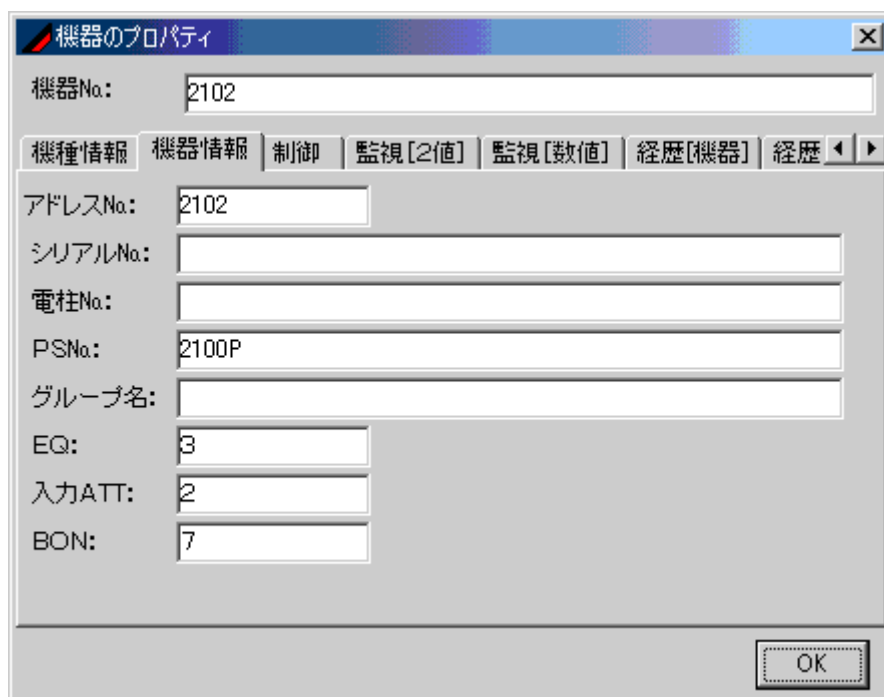 機器のプロパティ
機器№: 2102
機種情報 機器情報 制御 監視[2値] 監視[数値] 経歴[機器] 経歴
アドレス№: 2102
シリアル№:
電柱№:
PS№: 2100P
グループ名:
EQ: 3
入力ATT: 2
BON: 7
OK